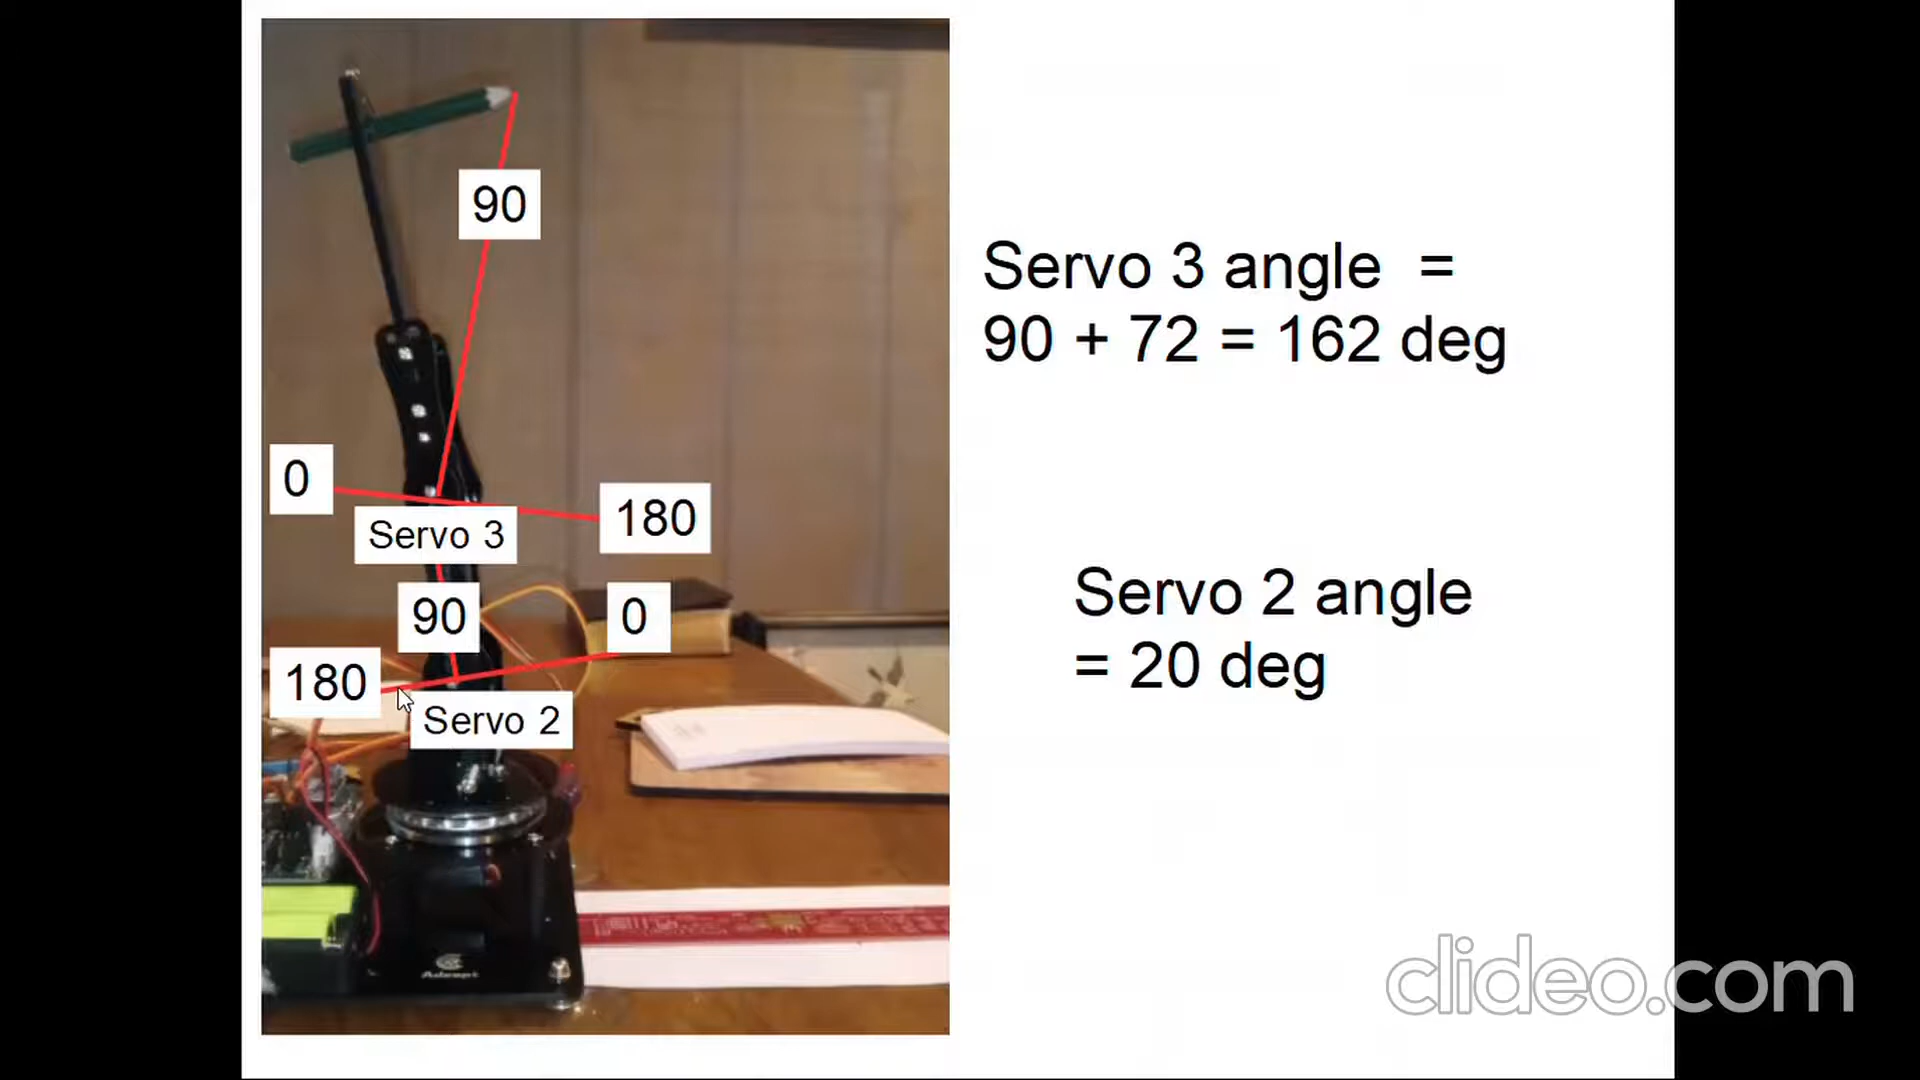 90
Servo 3 angle =
90 + 72 = 162 deg
0
180
Servo 3
90
0
Servo 2 angle
= 20 deg
180
Servo 2
Adeept
clideo.com